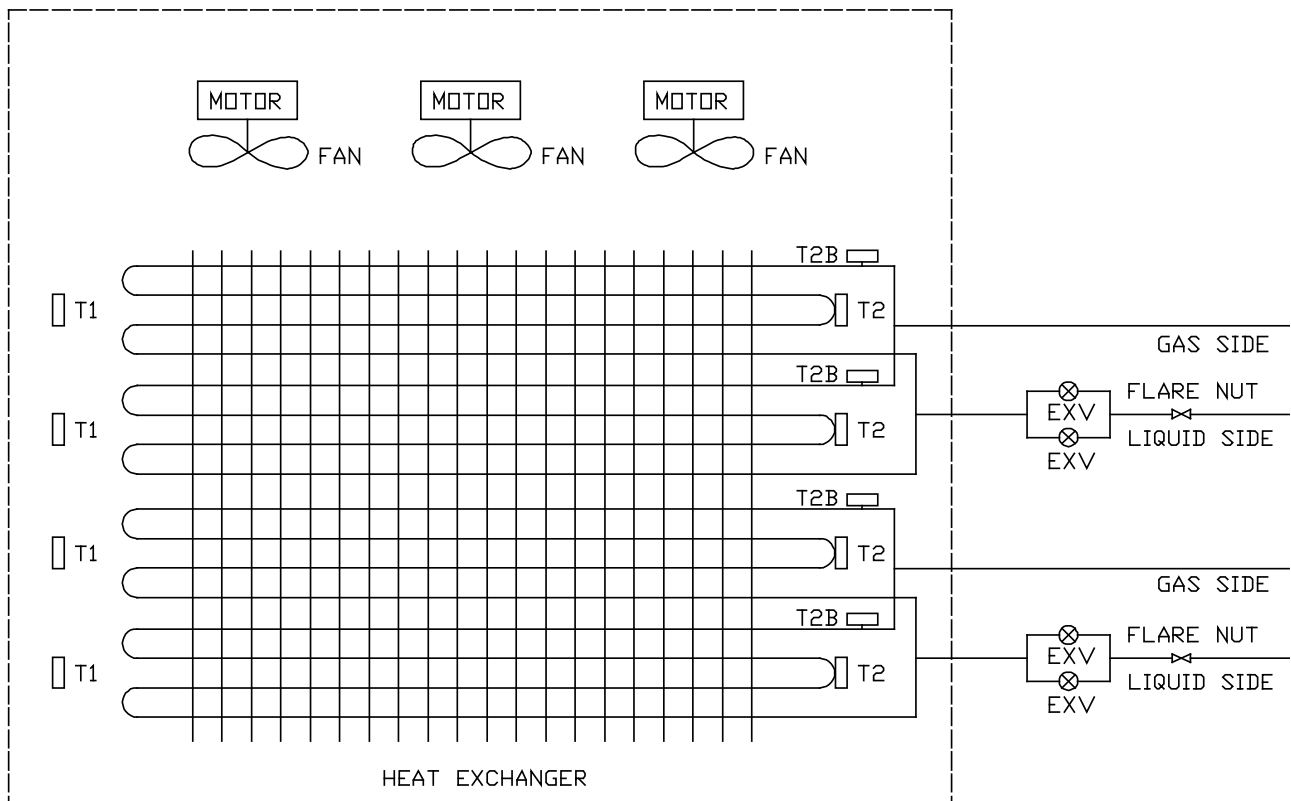 MOTOR
MOTOR
MOTOR
FAN
FAN
FAN
T2B
T1
T2
GAS SIDE
T2B
FLARE NUT
EXV
T1
T2
LIQUID SIDE
EXV
T2B
T1
T2
GAS SIDE
T2B
FLARE NUT
EXV
T1
T2
LIQUID SIDE
EXV
HEAT EXCHANGER